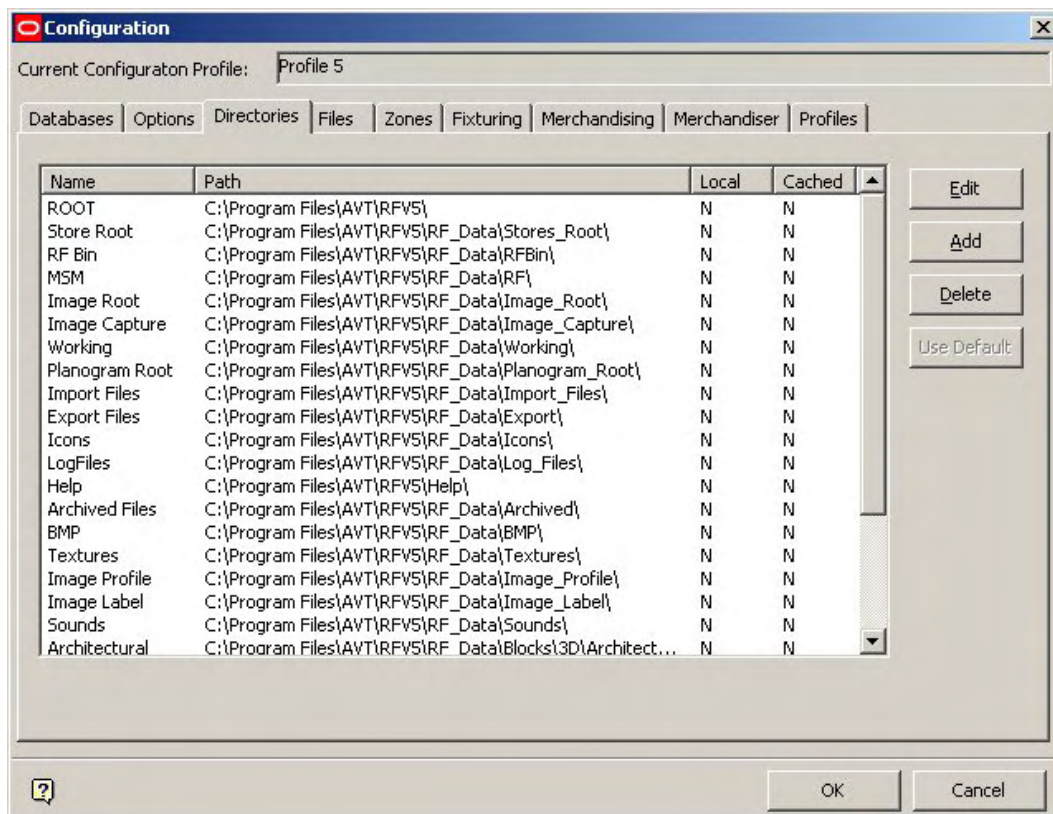 Configuration
Current Configuraton Profile: Profile 5
Databases Options Directories Files Zones Fixturing Merchandising Merchandiser Profiles
Name Path Local Cached
ROOT C:\Program Files\AVT\RFV5\ N N
Store Root C:\Program Files\AVT\RFV5\RF_Data\Stores_Root\ N N
RF Bin C:\Program Files\AVT\RFV5\RF_Data\RFBin\ N N
MSM C:\Program Files\AVT\RFV5\RF_Data\RF\ N N
Image Root C:\Program Files\AVT\RFV5\RF_Data\Image_Root\ N N
Image Capture C:\Program Files\AVT\RFV5\RF_Data\Image_Capture\ N N
Working C:\Program Files\AVT\RFV5\RF_Data\Working\ N N
Planogram Root C:\Program Files\AVT\RFV5\RF_Data\Planogram_Root\ N N
Import Files C:\Program Files\AVT\RFV5\RF_Data\Import_Files\ N N
Export Files C:\Program Files\AVT\RFV5\RF_Data\Export\ N N
Icons C:\Program Files\AVT\RFV5\RF_Data\Icons\ N N
LogFiles C:\Program Files\AVT\RFV5\RF_Data\Log_Files\ N N
Help C:\Program Files\AVT\RFV5\Help\ N N
Archived Files C:\Program Files\AVT\RFV5\RF_Data\Archived\ N N
BMP C:\Program Files\AVT\RFV5\RF_Data\BMP\ N N
Textures C:\Program Files\AVT\RFV5\RF_Data\Textures\ N N
Image Profile C:\Program Files\AVT\RFV5\RF_Data\Image_Profile\ N N
Image Label C:\Program Files\AVT\RFV5\RF_Data\Image_Label\ N N
Sounds C:\Program Files\AVT\RFV5\RF_Data\Sounds\ N N
Architectural C:\Program Files\AVT\RFV5\RF_Data\Blocks\3D\Architect... N N
Edit
Add
Delete
Use Default
OK Cancel